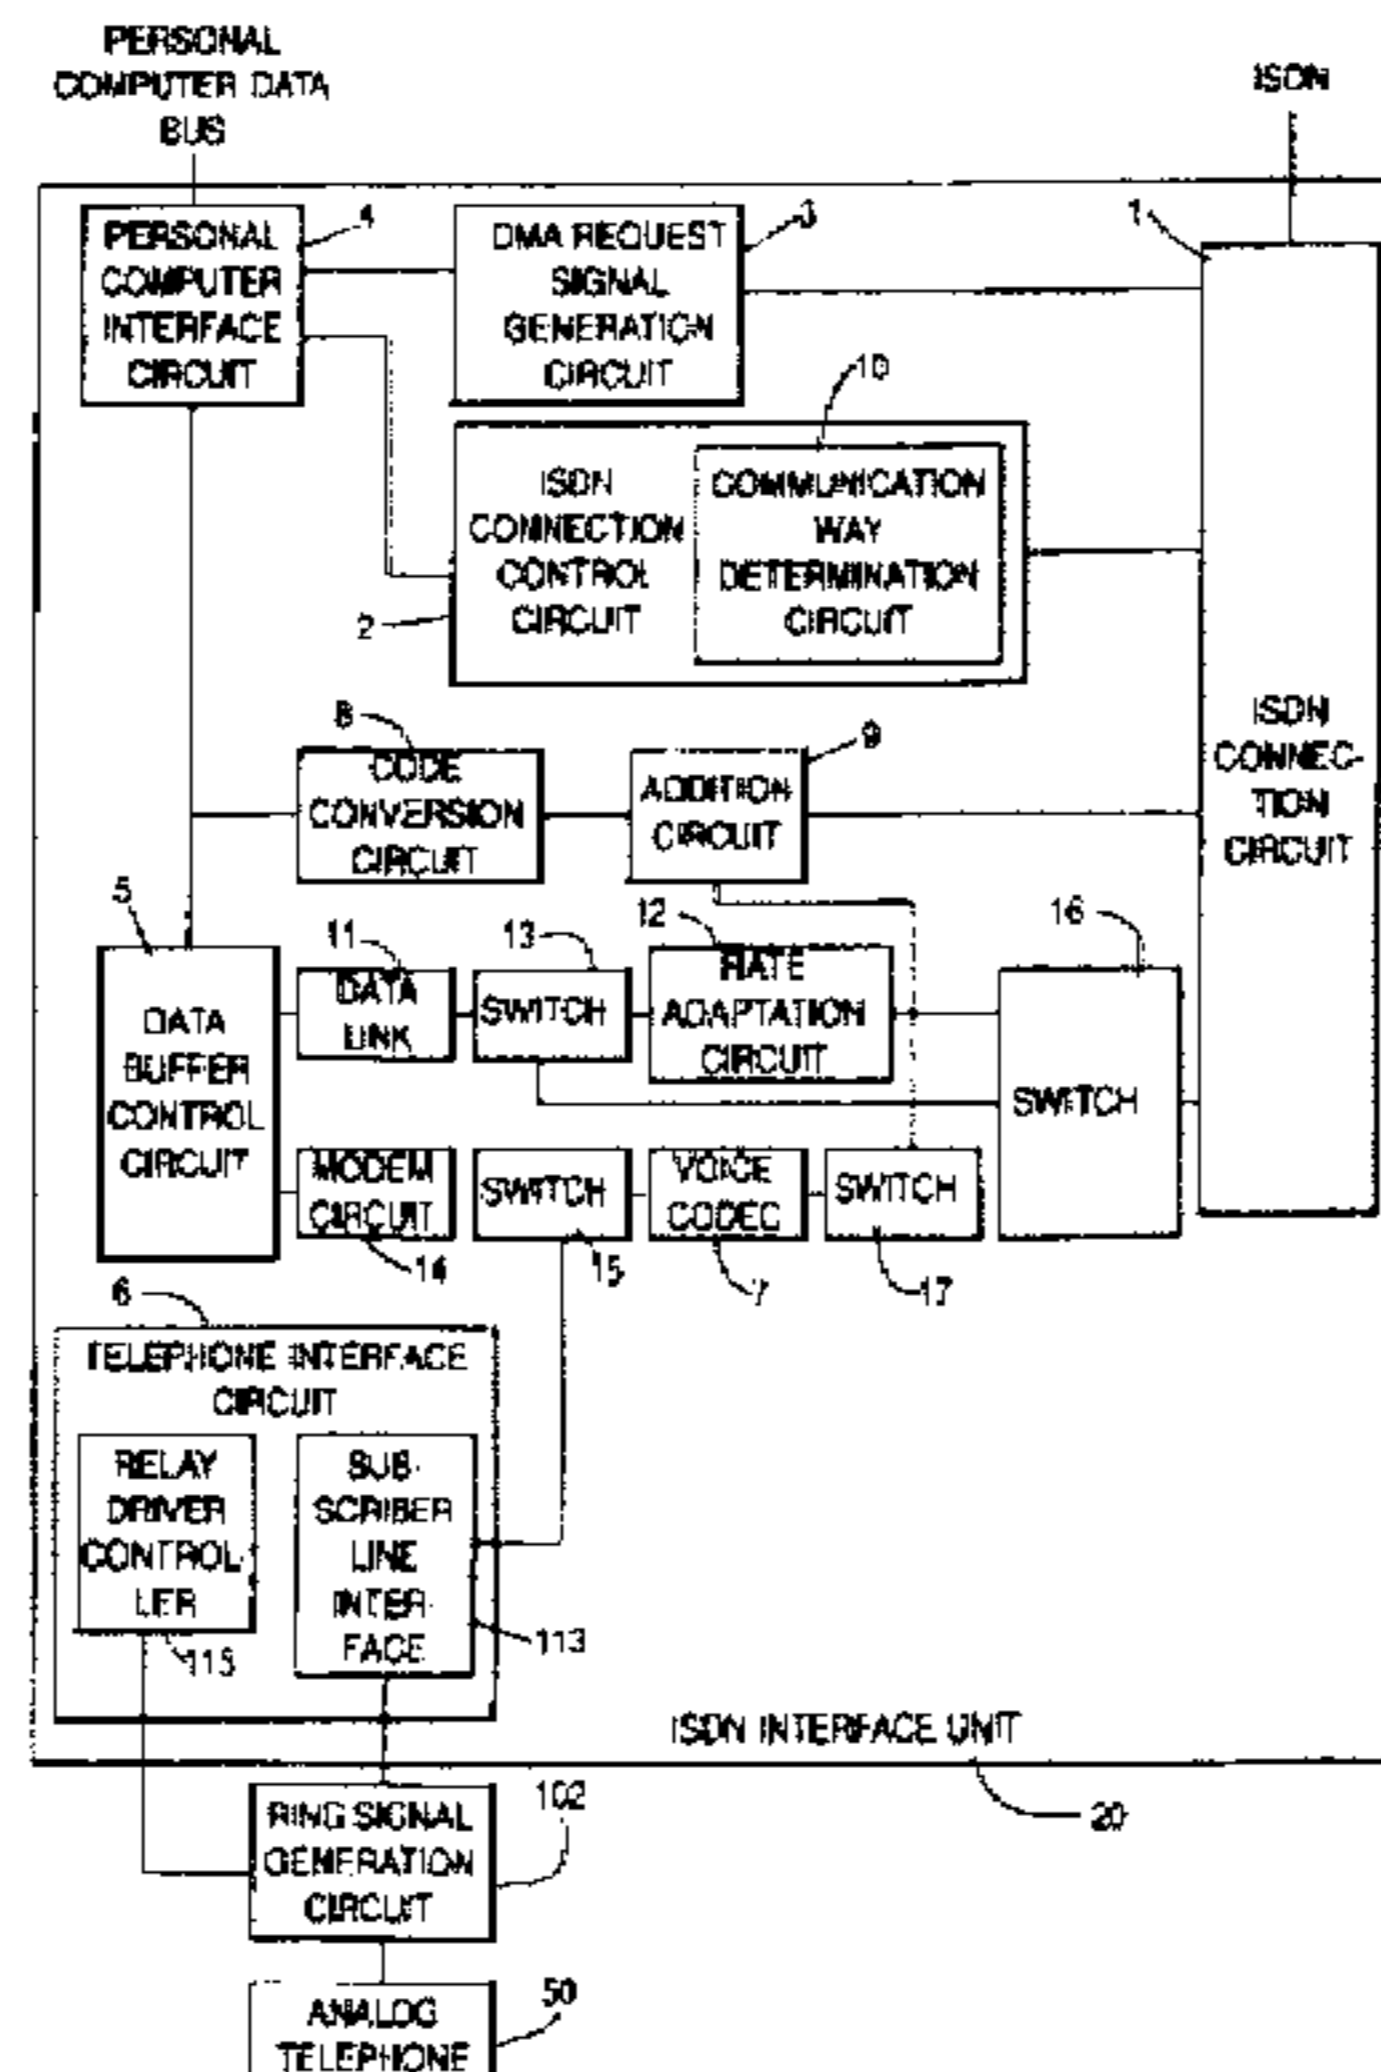 PERSONAL
COMPUTER DATA
BUS
ISDN
PERSONAL
COMPUTER
INTERFACE
CIRCUIT
4
DMA REQUEST
SIGNAL
GENERATION
CIRCUIT
3
1
ISDN
CONNECTION
CONTROL
CIRCUIT
2
10
COMMUNICATION
WAY
DETERMINATION
CIRCUIT
ISDN
CONNEC-
TION
CIRCUIT
8
CODE
CONVERSION
CIRCUIT
9
ADDITION
CIRCUIT
5
DATA
BUFFER
CONTROL
CIRCUIT
11
DATA
LINK
13
SWITCH
12
RATE
ADAPTATION
CIRCUIT
16
SWITCH
MODEM
CIRCUIT
14
SWITCH
15
VOICE
CODEC
7
SWITCH
17
6
TELEPHONE INTERFACE
CIRCUIT
RELAY
DRIVER
CONTROL-
LER
115
SUB-
SCRIBER
LINE
INTER-
FACE
113
ISDN INTERFACE UNIT
20
RING SIGNAL
GENERATION
CIRCUIT
102
ANALOG
TELEPHONE
50